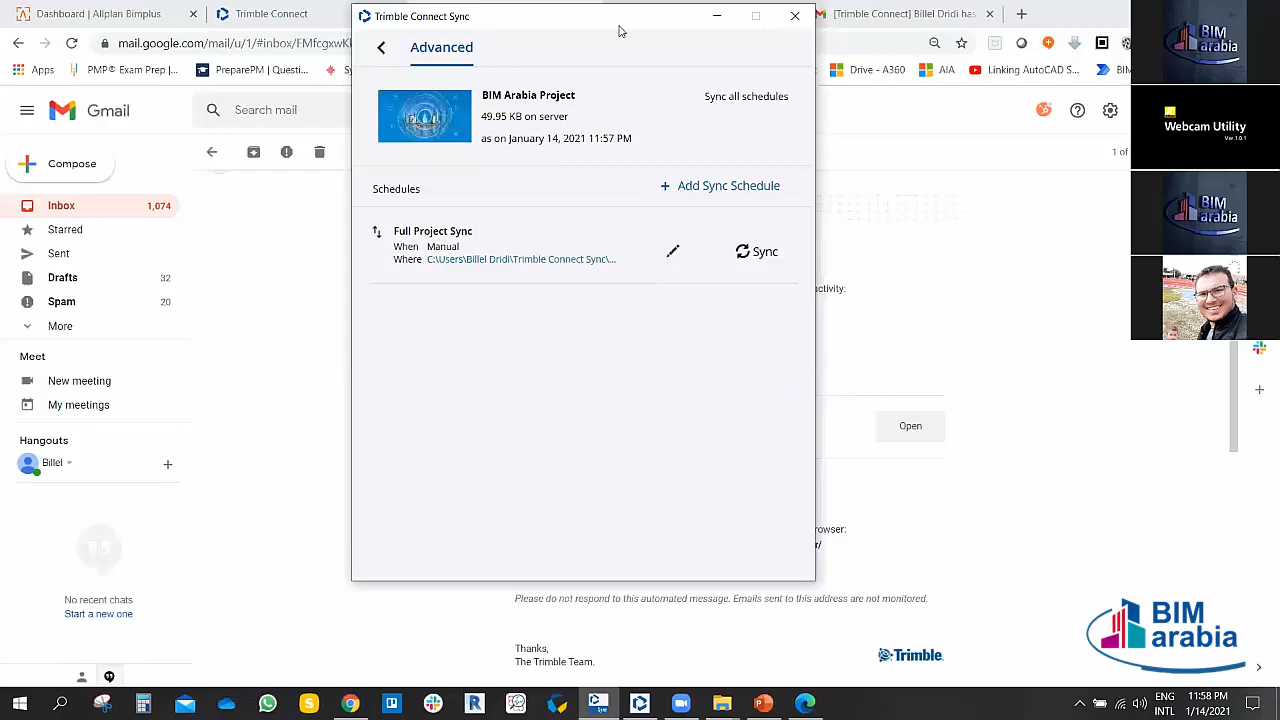 Dashboard | Allplan Bimplus
Trimble Connect
Trimble Connect Sync
[Trimble Connect] Billel Dridi has
mail.google.com/mail/u/1/#inbox/FMfcgxwKk
Apps
PMP® Exam Prep |
PreparePM | Questi...
Drive - A360
AIA
Linking AutoCAD S...
BIM
Advanced
Gmail
Search mail
BIM Arabia Project
Sync all schedules
49.95 KB on server
as on January 14, 2021 11:57 PM
Compose
1 of
Schedules
Add Sync Schedule
Inbox
1,074
Starred
Sent
Drafts
32
Spam
20
More
Full Project Sync
When Manual
Where C:\Users\Billel Dridi\Trimble Connect Sync\...
Sync
activity:
Meet
New meeting
My meetings
Hangouts
Billel
Open
rowser:
No recent chats
Start a new one
Please do not respond to this automated message. Emails sent to this address are not monitored.
Thanks,
The Trimble Team.
Trimble
BIM
arabia
BIM
arabia
Webcam Utility
Ver.1.0.1
BIM
arabia
ENG
INTL
11:58 PM
1/14/2021